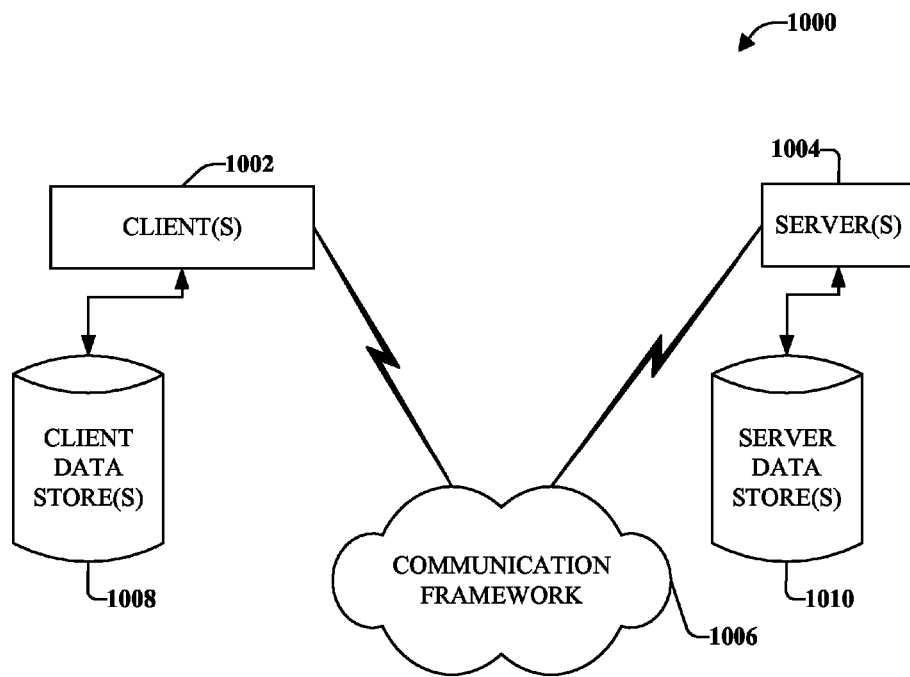 1000
1002
1004
CLIENT(S)
SERVER(S)
CLIENT
DATA
STORE(S)
SERVER
DATA
STORE(S)
COMMUNICATION
FRAMEWORK
1008
1010
1006